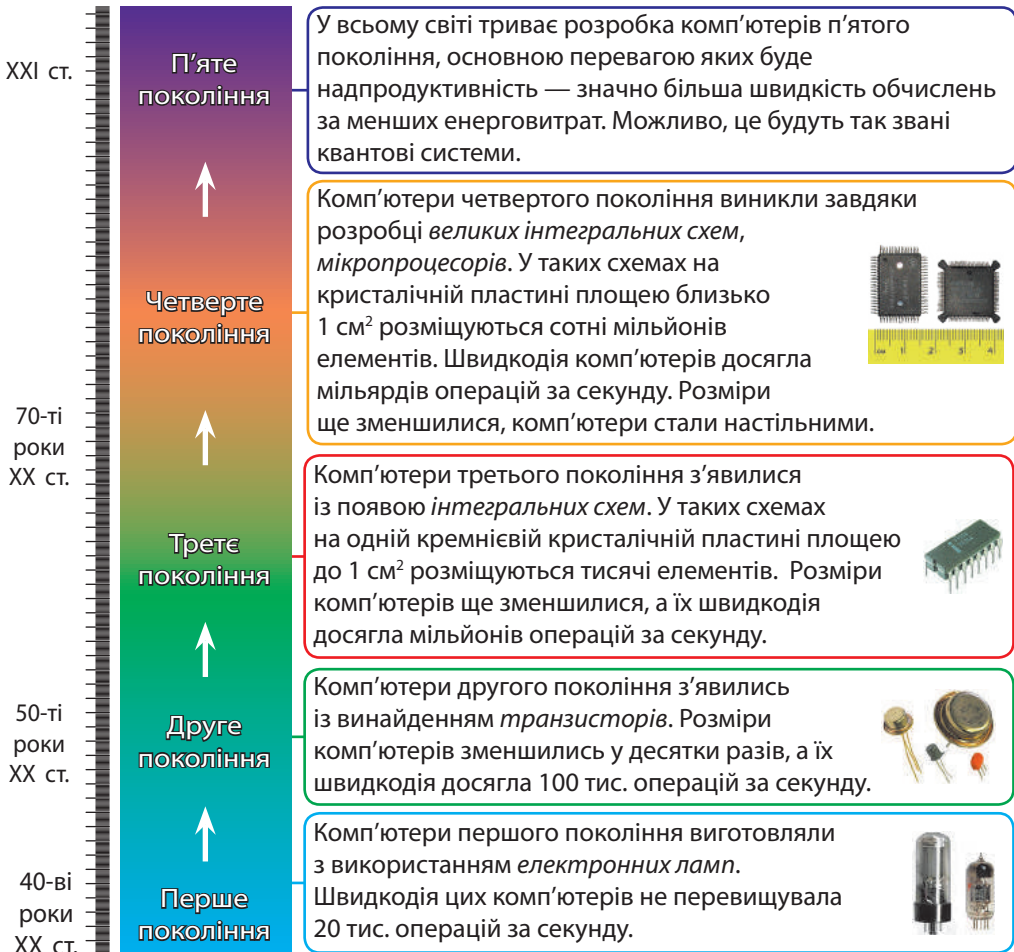 XXI ст.
П’яте
покоління
У всьому світі триває розробка комп’ютерів п’ятого
покоління, основною перевагою яких буде
надпродуктивність — значно більша швидкість обчислень
за менших енерговитрат. Можливо, це будуть так звані
квантові системи.
Четверте
покоління
Комп’ютери четвертого покоління виникли завдяки
розробці великих інтегральних схем,
мікропроцесорів. У таких схемах на
кристалічній пластині площею близько
1 см² розміщуються сотні мільйонів
елементів. Швидкодія комп’ютерів досягла
мільярдів операцій за секунду. Розміри
ще зменшилися, комп’ютери стали настільними.
см 1 2 3 4
70-ті
роки
XX ст.
Третє
покоління
Комп’ютери третього покоління з’явилися
із появою інтегральних схем. У таких схемах
на одній кремнієвій кристалічній пластині площею
до 1 см² розміщуються тисячі елементів. Розміри
комп’ютерів ще зменшилися, а їх швидкодія
досягла мільйонів операцій за секунду.
50-ті
роки
XX ст.
Друге
покоління
Комп’ютери другого покоління з’явились
із винайденням транзисторів. Розміри
комп’ютерів зменшились у десятки разів, а їх
швидкодія досягла 100 тис. операцій за секунду.
40-ві
роки
XX ст.
Перше
покоління
Комп’ютери першого покоління виготовляли
з використанням електронних ламп.
Швидкодія цих комп’ютерів не перевищувала
20 тис. операцій за секунду.